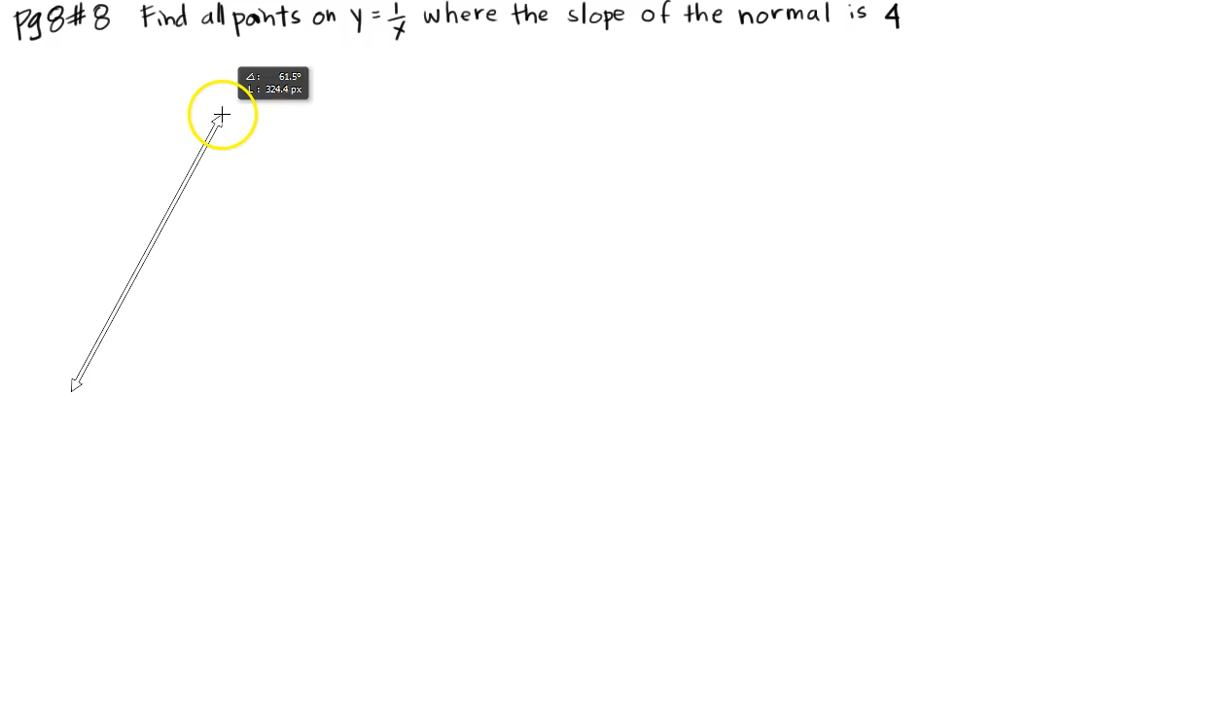 Pg8#8 Find all points on y = 1/x where the slope of the normal is 4
∠: 61.5°
L: 324.4 px